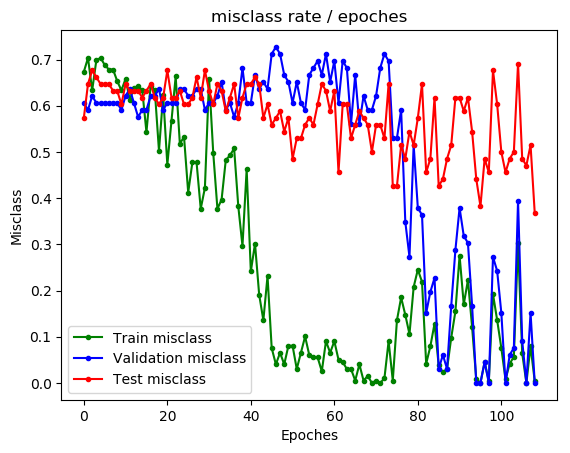 misclass rate / epoches
Misclass
0.7
0.6
0.5
0.4
0.3
0.2
0.1
0.0
Train misclass
Validation misclass
Test misclass
0
20
40
60
80
100
Epoches